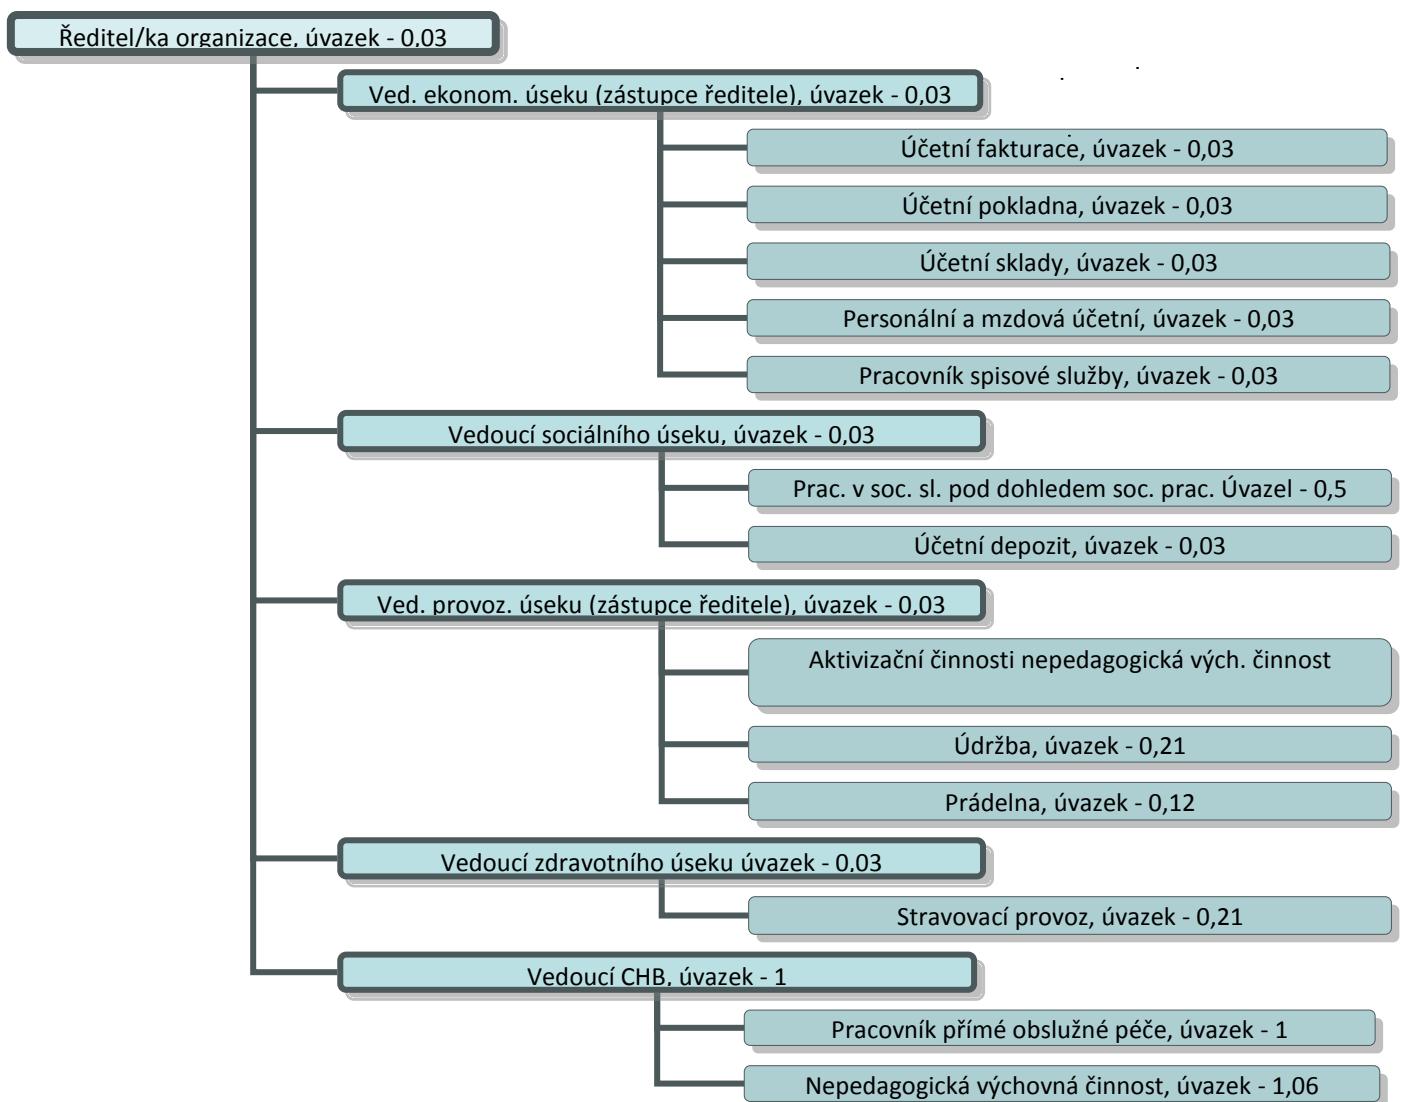 Ředitel/ka organizace, úvazek - 0,03
Ved. ekonom. úseku (zástupce ředitele), úvazek - 0,03
Účetní fakturace, úvazek - 0,03
Účetní pokladna, úvazek - 0,03
Účetní sklady, úvazek - 0,03
Personální a mzdová účetní, úvazek - 0,03
Pracovník spisové služby, úvazek - 0,03
Vedoucí sociálního úseku, úvazek - 0,03
Prac. v soc. sl. pod dohledem soc. prac. Úvazel - 0,5
Účetní depozit, úvazek - 0,03
Ved. provoz. úseku (zástupce ředitele), úvazek - 0,03
Aktivizační činnosti nepedagogická vých. činnost
Údržba, úvazek - 0,21
Prádelna, úvazek - 0,12
Vedoucí zdravotního úseku úvazek - 0,03
Stravovací provoz, úvazek - 0,21
Vedoucí CHB, úvazek - 1
Pracovník přímé obslužné péče, úvazek - 1
Nepedagogická výchovná činnost, úvazek - 1,06